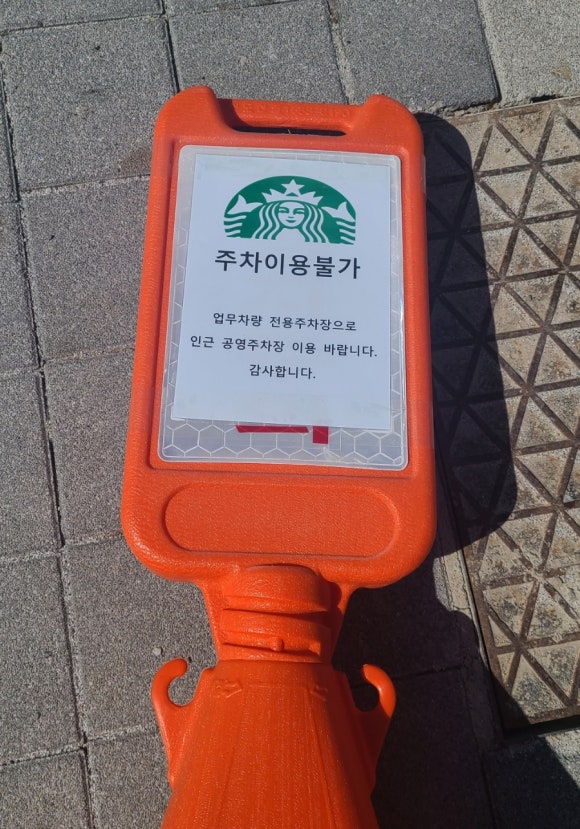 주차이용불가
업무차량 전용주차장으로
인근 공영주차장 이용 바랍니다.
감사합니다.